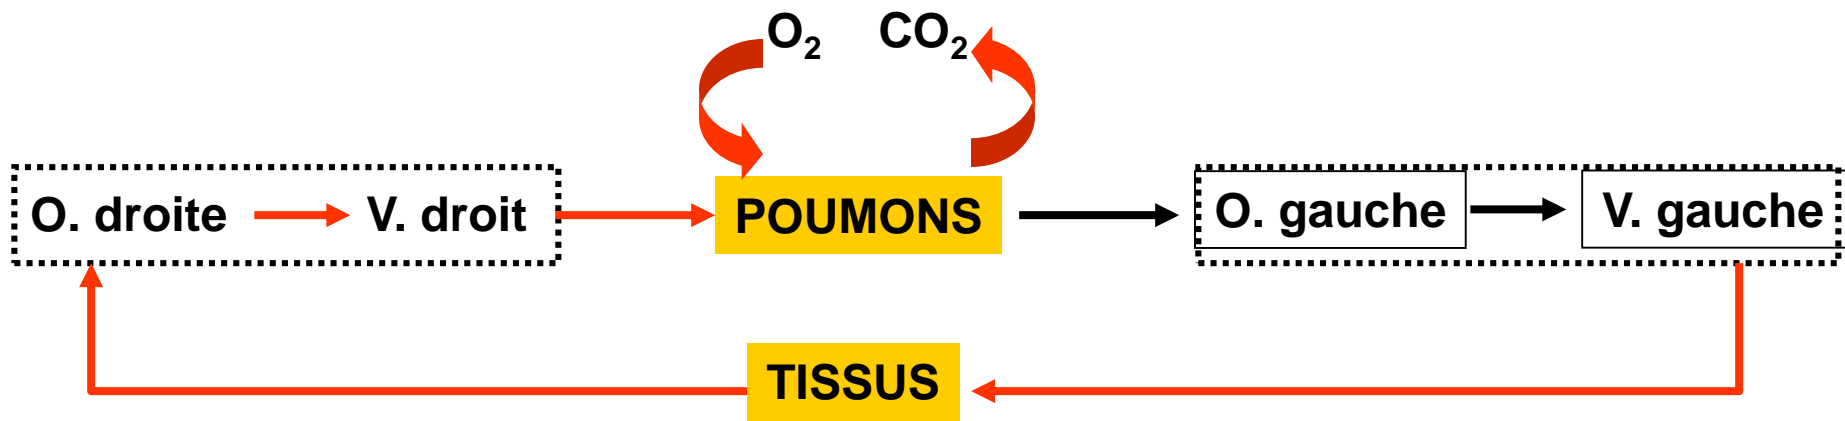 O₂ CO₂
O. droite V. droit POUMONS O. gauche V. gauche
TISSUS